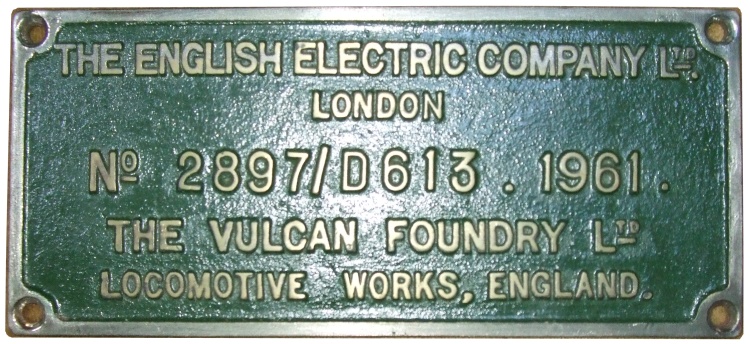 THE ENGLISH ELECTRIC COMPANY LTD.
LONDON
Nº 2897/D613 . 1961 .
THE VULCAN FOUNDRY LTD
LOCOMOTIVE WORKS, ENGLAND.